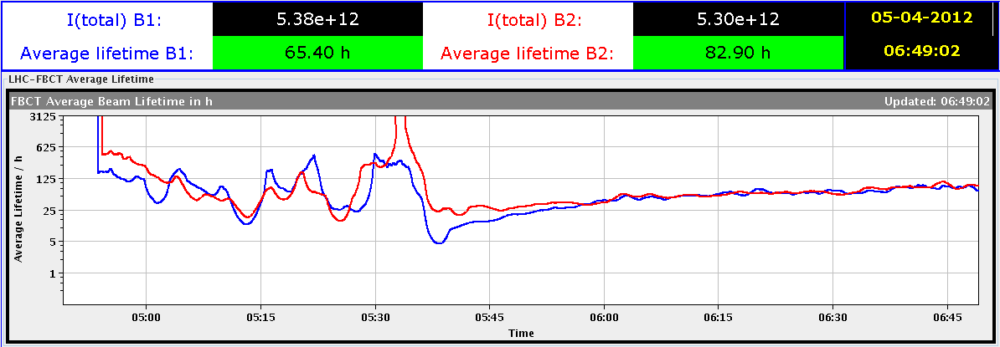 I(total) B1: 5.38e+12 I(total) B2: 5.30e+12 05-04-2012
Average lifetime B1: 65.40 h Average lifetime B2: 82.90 h 06:49:02
LHC-FBCT Average Lifetime
FBCT Average Beam Lifetime in h Updated: 06:49:02
3125
625
125
25
5
1
Average Lifetime / h
05:00 05:15 05:30 05:45 06:00 06:15 06:30 06:45
Time